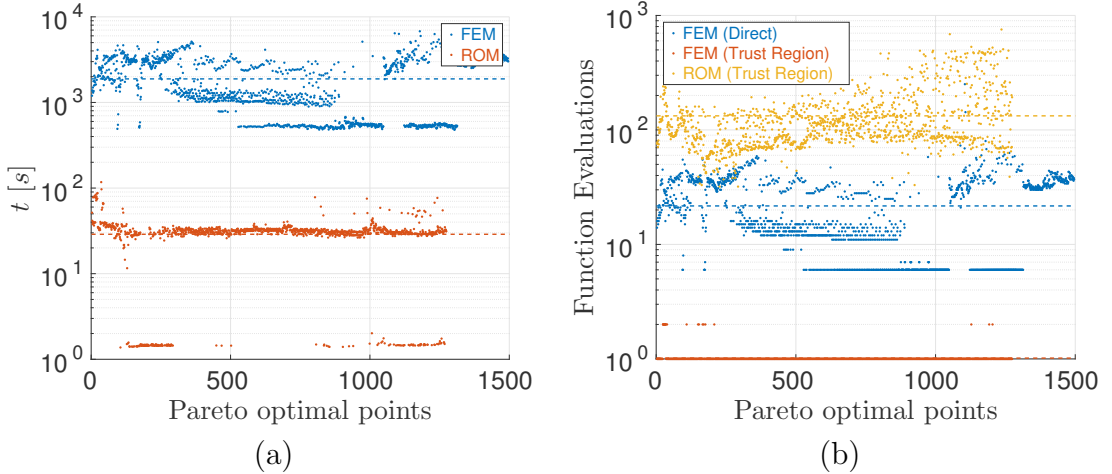 10^4
10^3
10^2
10^1
10^0
t [s]
FEM
ROM
0
500
1000
1500
Pareto optimal points
(a)
10^3
10^2
10^1
10^0
Function Evaluations
FEM (Direct)
FEM (Trust Region)
ROM (Trust Region)
0
500
1000
1500
Pareto optimal points
(b)